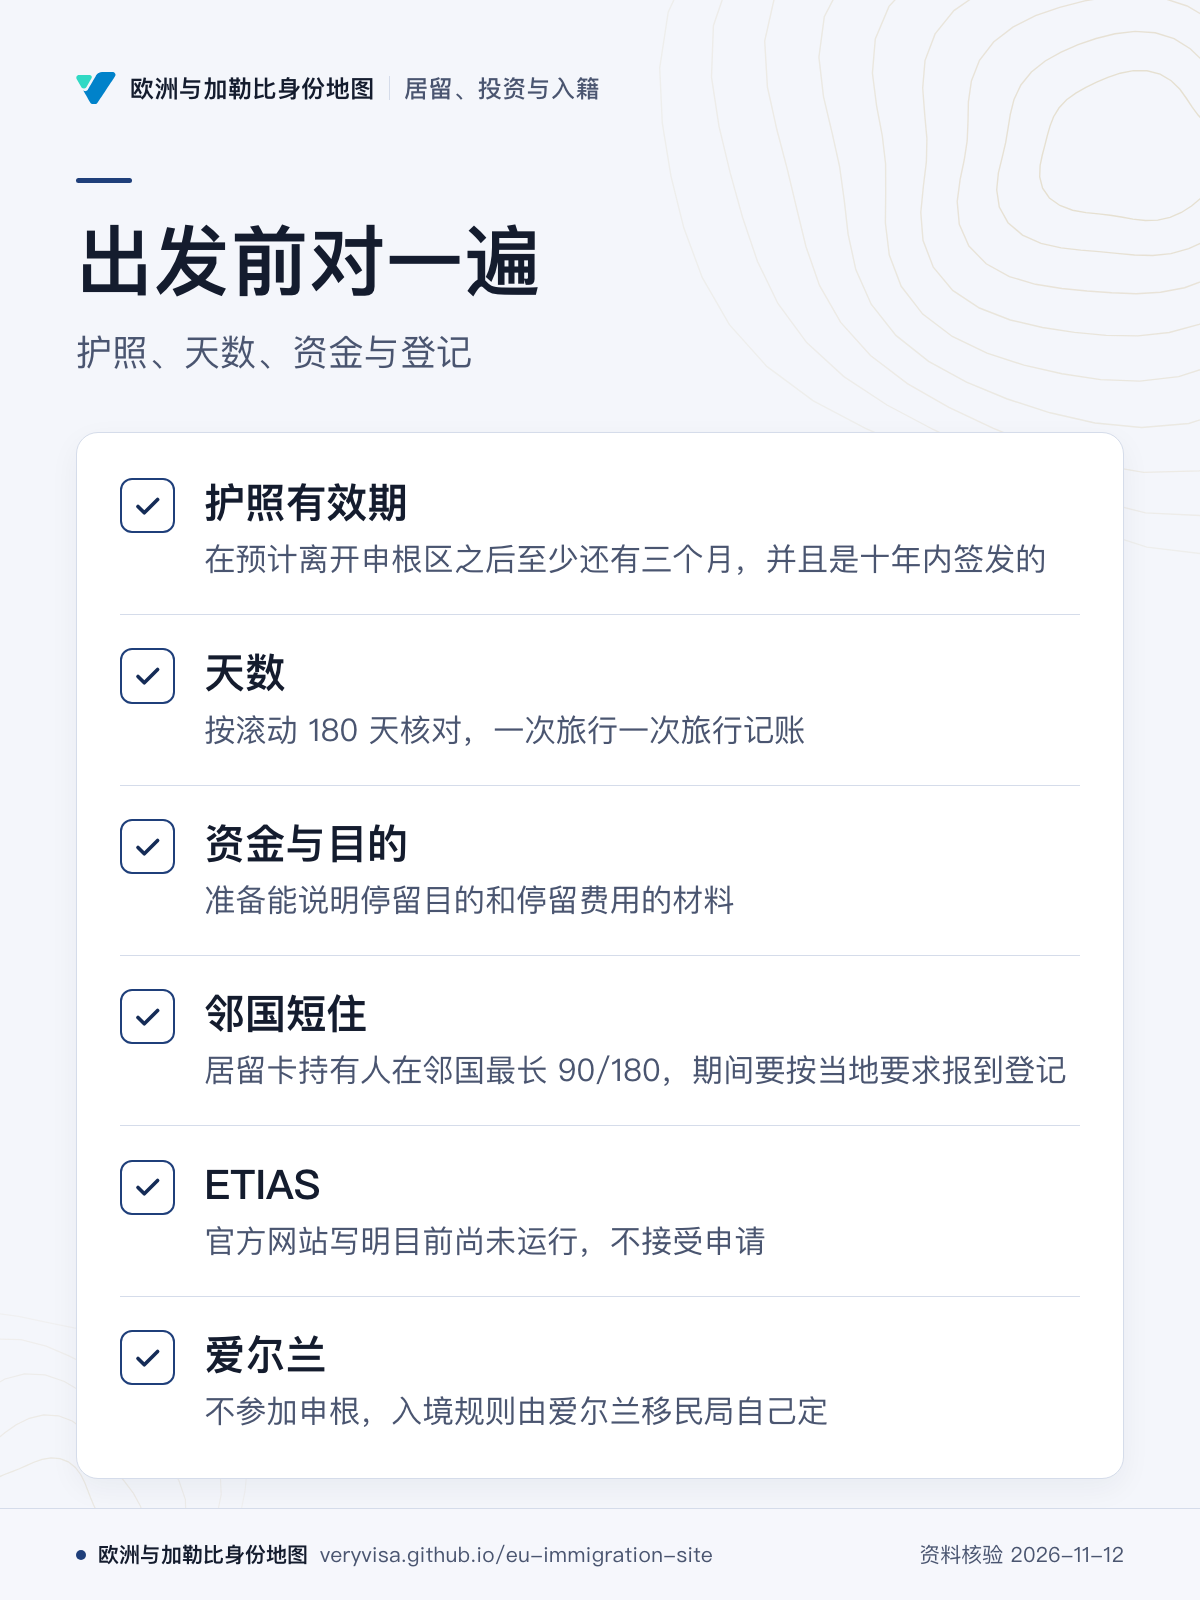 欧洲与加勒比身份地图 居留、投资与入籍
出发前对一遍
护照、天数、资金与登记
护照有效期
在预计离开申根区之后至少还有三个月，并且是十年内签发的
天数
按滚动 180 天核对，一次旅行一次旅行记账
资金与目的
准备能说明停留目的和停留费用的材料
邻国短住
居留卡持有人在邻国最长 90/180，期间要按当地要求报到登记
ETIAS
官方网站写明目前尚未运行，不接受申请
爱尔兰
不参加申根，入境规则由爱尔兰移民局自己定
欧洲与加勒比身份地图 veryvisa.github.io/eu-immigration-site 资料核验 2026-11-12